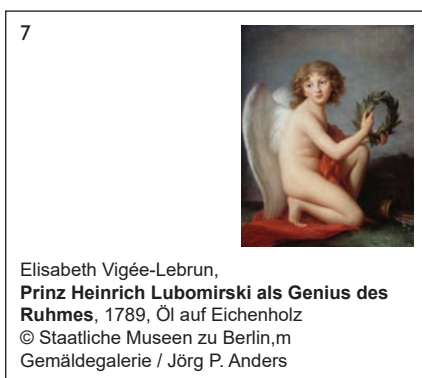 7
Elisabeth Vigée-Lebrun,
Prinz Heinrich Lubomirski als Genius des
Ruhmes, 1789, Öl auf Eichenholz
© Staatliche Museen zu Berlin,m
Gemäldegalerie / Jörg P. Anders